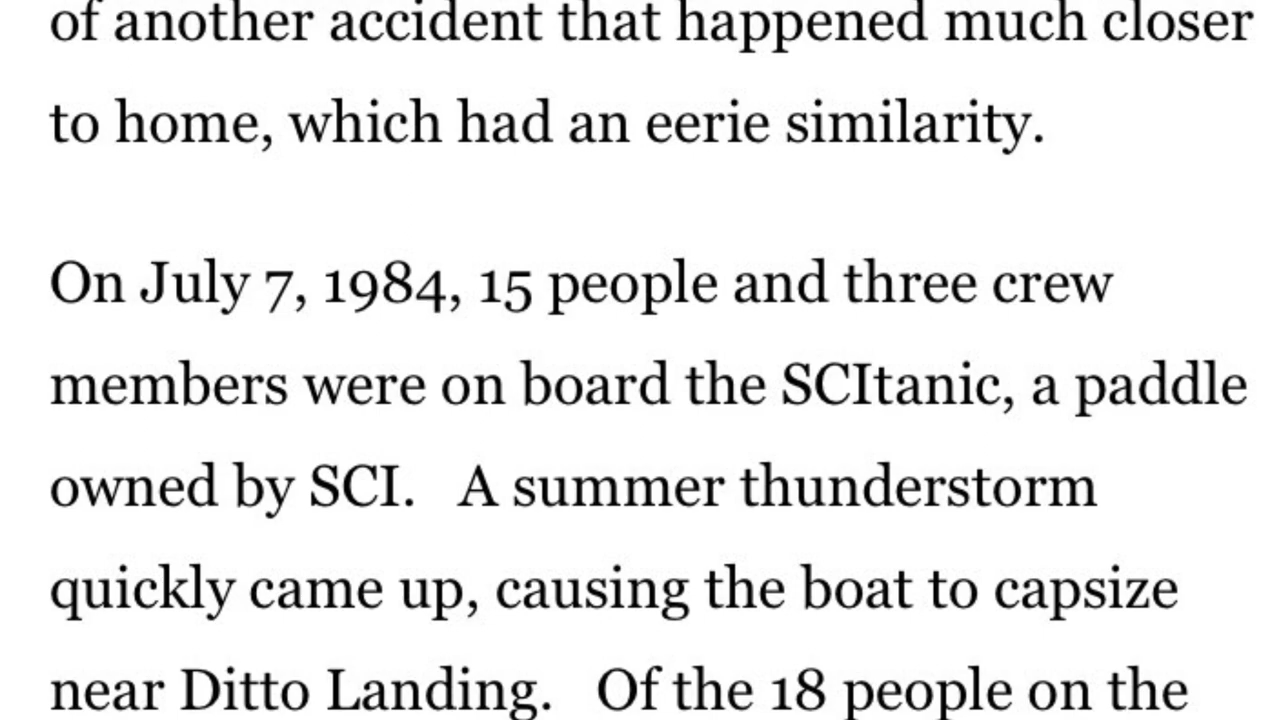 of another accident that happened much closer
to home, which had an eerie similarity.
On July 7, 1984, 15 people and three crew
members were on board the SCItanic, a paddle
owned by SCI.   A summer thunderstorm
quickly came up, causing the boat to capsize
near Ditto Landing.   Of the 18 people on the